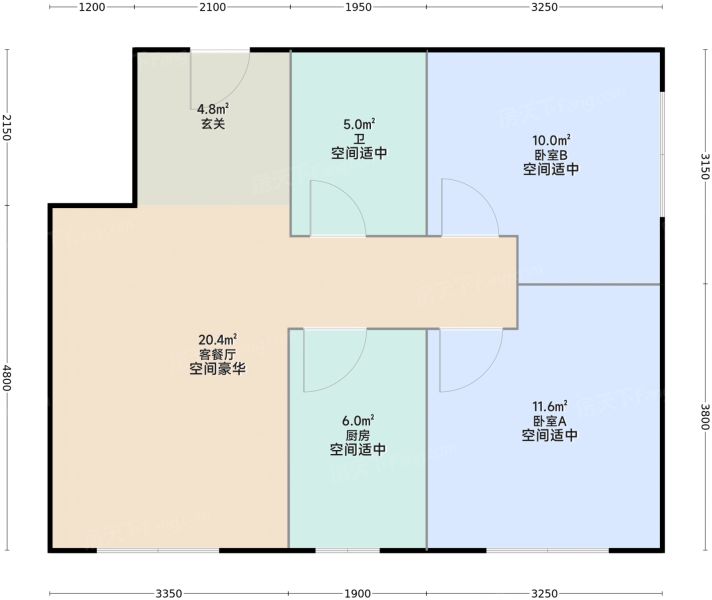 1200
2100
1950
3250
2150
4800
3150
3800
4.8㎡
玄关
5.0㎡
卫
空间适中
10.0㎡
卧室B
空间适中
20.4㎡
客餐厅
空间豪华
6.0㎡
厨房
空间适中
11.6㎡
卧室A
空间适中
3350
1900
3250